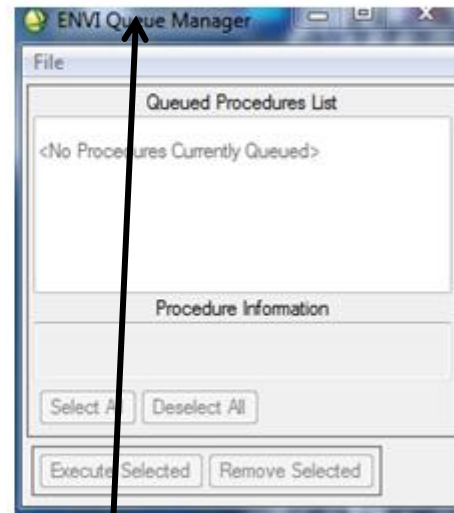 ENVI Queue Manager
File
Queued Procedures List
<No Procedures Currently Queued>
Procedure Information
Select All Deselect All
Execute Selected Remove Selected